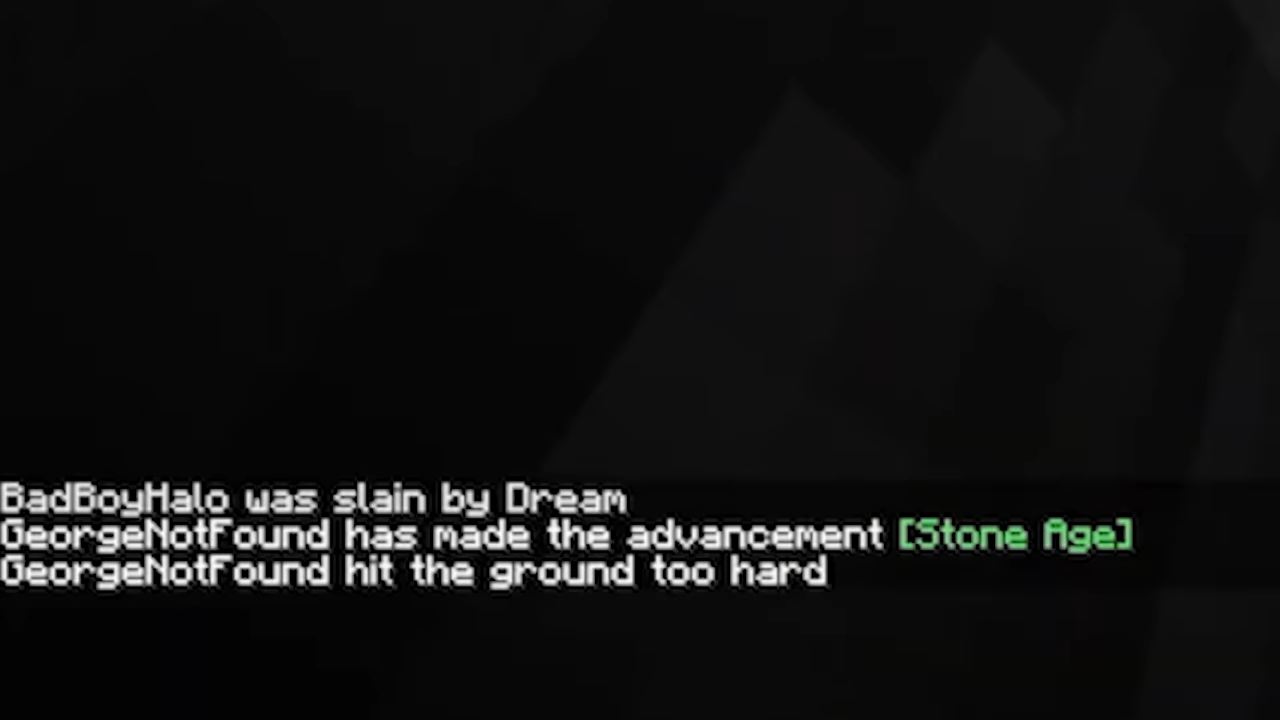 BadBoyHalo was slain by Dream
GeorgeNotFound has made the advancement [Stone Age]
GeorgeNotFound hit the ground too hard